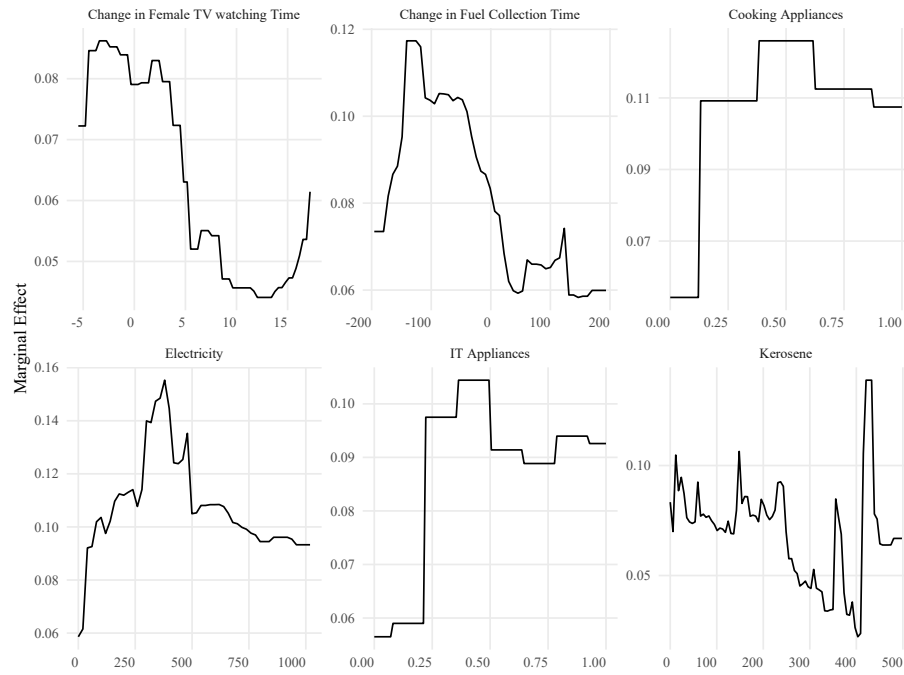 Change in Female TV watching Time
Change in Fuel Collection Time
Cooking Appliances
0.08
0.07
0.06
0.05
-5 0 5 10 15
0.12
0.10
0.08
0.06
-200 -100 0 100 200
0.11
0.09
0.07
0.00 0.25 0.50 0.75 1.00
Marginal Effect
Electricity
IT Appliances
Kerosene
0.16
0.14
0.12
0.10
0.08
0.06
0 250 500 750 1000
0.10
0.09
0.08
0.07
0.06
0.00 0.25 0.50 0.75 1.00
0.10
0.05
0 100 200 300 400 500